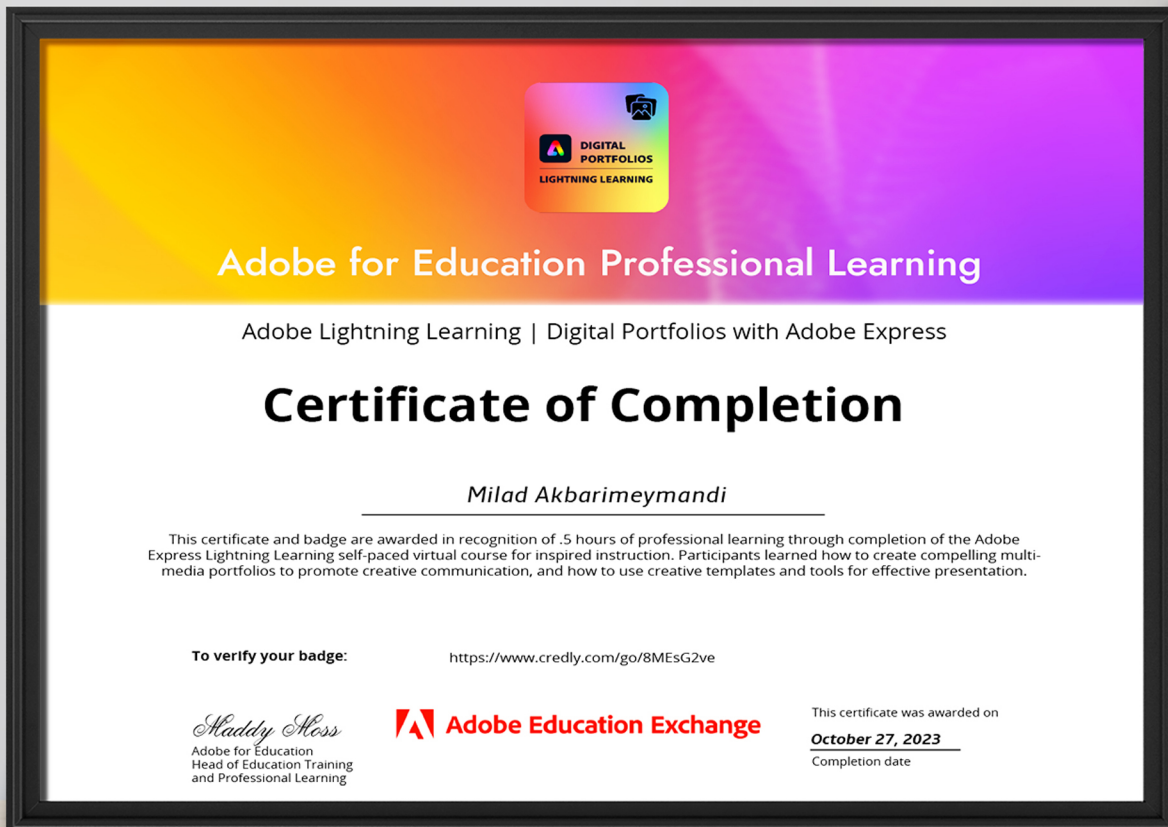 DIGITAL
PORTFOLIOS
LIGHTNING LEARNING
Adobe for Education Professional Learning
Adobe Lightning Learning | Digital Portfolios with Adobe Express
Certificate of Completion
Milad Akbarimeymandi
This certificate and badge are awarded in recognition of .5 hours of professional learning through completion of the Adobe
Express Lightning Learning self-paced virtual course for inspired instruction. Participants learned how to create compelling multi-
media portfolios to promote creative communication, and how to use creative templates and tools for effective presentation.
To verify your badge: https://www.credly.com/go/8MEsG2ve
Maddy Moss
Adobe for Education
Head of Education Training
and Professional Learning
Adobe Education Exchange
This certificate was awarded on
October 27, 2023
Completion date